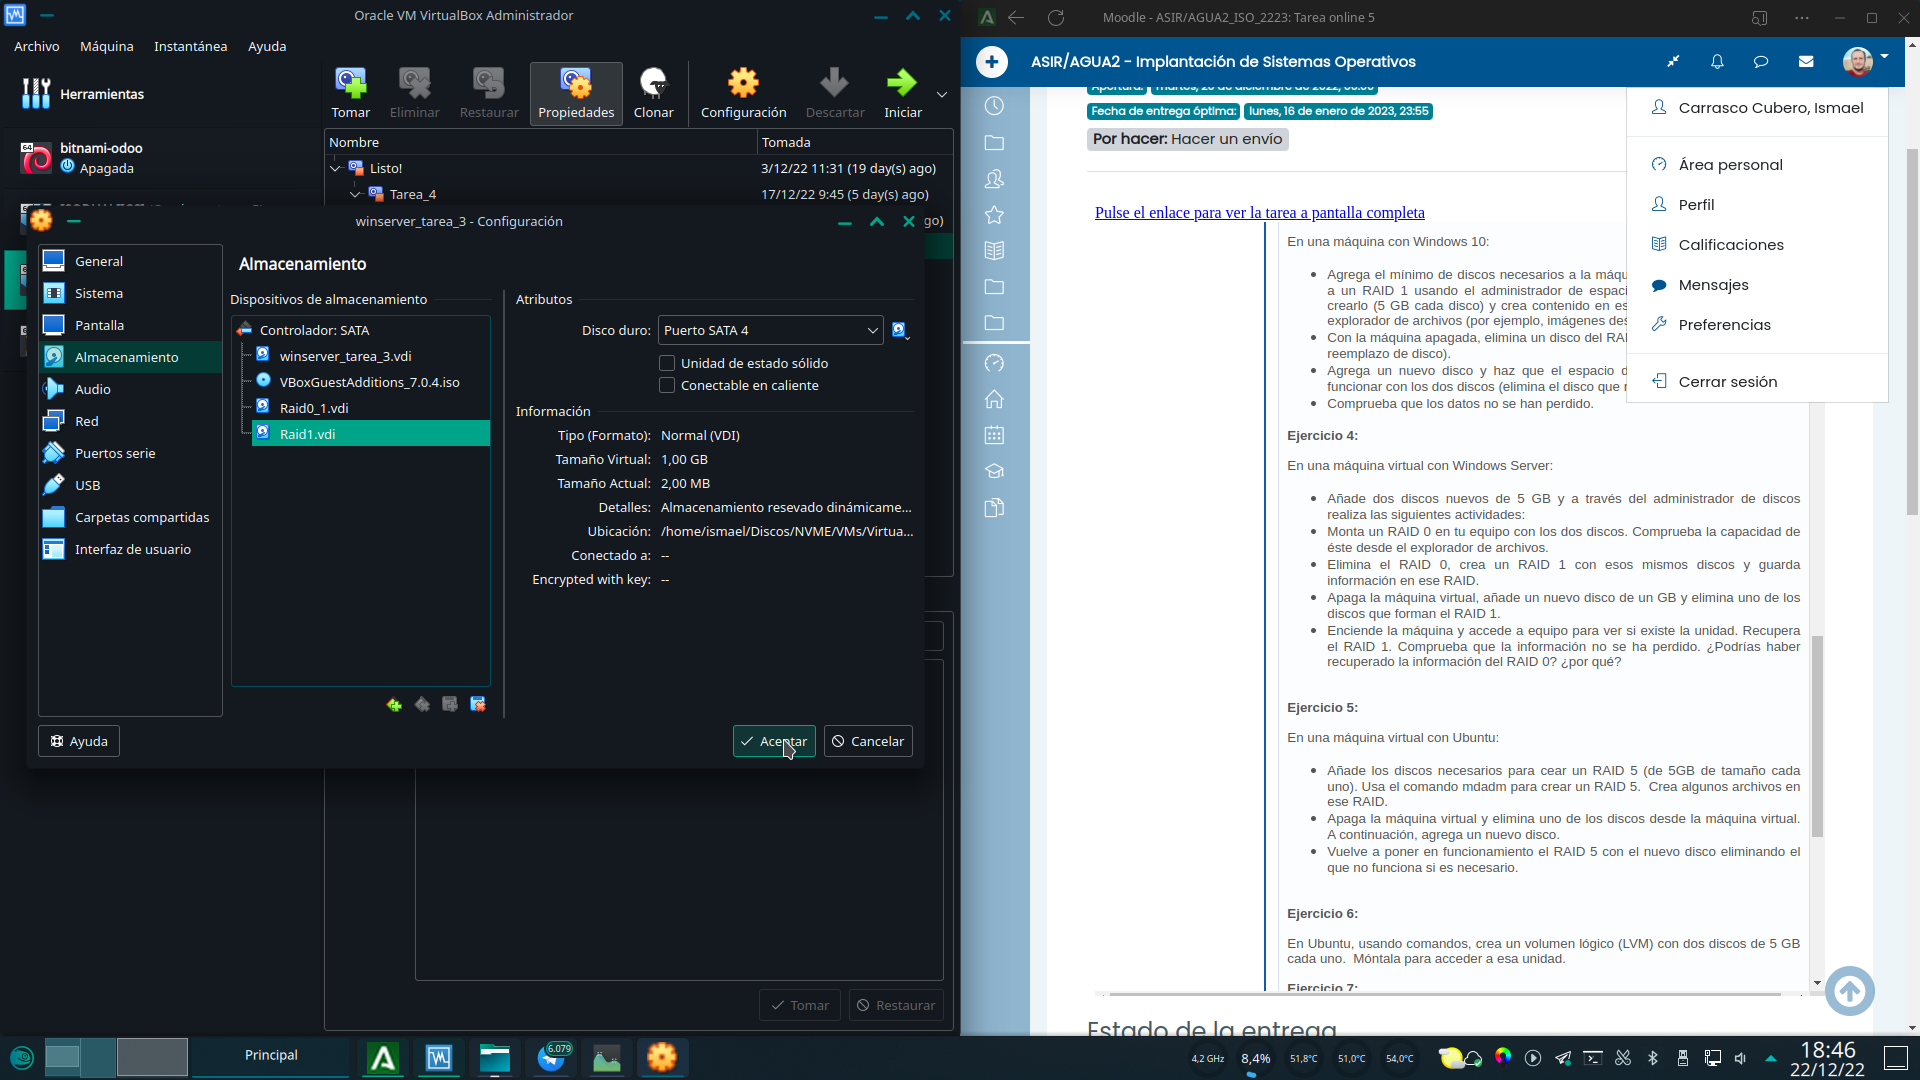 Oracle VM VirtualBox Administrador
Archivo Máquina Instantánea Ayuda
Herramientas
Tomar Eliminar Restaurar Propiedades Clonar Configuración Descartar Iniciar
Nombre Tomada
bitnami-odoo
Apagada
Listo! 3/12/22 11:31 (19 day(s) ago)
Tarea_4 17/12/22 9:45 (5 day(s) ago)
go)
winserver_tarea_3 - Configuración
General
Sistema
Pantalla
Almacenamiento
Audio
Red
Puertos serie
USB
Carpetas compartidas
Interfaz de usuario
Almacenamiento
Dispositivos de almacenamiento
Controlador: SATA
winserver_tarea_3.vdi
VBoxGuestAdditions_7.0.4.iso
Raid0_1.vdi
Raid1.vdi
Atributos
Disco duro: Puerto SATA 4
Unidad de estado sólido
Conectable en caliente
Información
Tipo (Formato): Normal (VDI)
Tamaño Virtual: 1,00 GB
Tamaño Actual: 2,00 MB
Detalles: Almacenamiento resevado dinámicame...
Ubicación: /home/ismael/Discos/NVME/VMs/Virtua...
Conectado a: --
Encrypted with key: --
Ayuda Aceptar Cancelar
Tomar Restaurar
Moodle - ASIR/AGUA2_ISO_2223: Tarea online 5
ASIR/AGUA2 - Implantación de Sistemas Operativos
Apertura: martes, 20 de diciembre de 2022, 00:00
Fecha de entrega óptima: lunes, 16 de enero de 2023, 23:55
Por hacer: Hacer un envío
Carrasco Cubero, Ismael
Área personal
Perfil
Calificaciones
Mensajes
Preferencias
Cerrar sesión
Pulse el enlace para ver la tarea a pantalla completa
En una máquina con Windows 10:
Agrega el mínimo de discos necesarios a la máqu
a un RAID 1 usando el administrador de espaci
crearlo (5 GB cada disco) y crea contenido en es
explorador de archivos (por ejemplo, imágenes des
Con la máquina apagada, elimina un disco del RAI
reemplazo de disco).
Agrega un nuevo disco y haz que el espacio d
funcionar con los dos discos (elimina el disco que n
Comprueba que los datos no se han perdido.
Ejercicio 4:
En una máquina virtual con Windows Server:
Añade dos discos nuevos de 5 GB y a través del administrador de discos
realiza las siguientes actividades:
Monta un RAID 0 en tu equipo con los dos discos. Comprueba la capacidad de
éste desde el explorador de archivos.
Elimina el RAID 0, crea un RAID 1 con esos mismos discos y guarda
información en ese RAID.
Apaga la máquina virtual, añade un nuevo disco de un GB y elimina uno de los
discos que forman el RAID 1.
Enciende la máquina y accede a equipo para ver si existe la unidad. Recupera
el RAID 1. Comprueba que la información no se ha perdido. ¿Podrías haber
recuperado la información del RAID 0? ¿por qué?
Ejercicio 5:
En una máquina virtual con Ubuntu:
Añade los discos necesarios para cear un RAID 5 (de 5GB de tamaño cada
uno). Usa el comando mdadm para crear un RAID 5. Crea algunos archivos en
ese RAID.
Apaga la máquina virtual y elimina uno de los discos desde la máquina virtual.
A continuación, agrega un nuevo disco.
Vuelve a poner en funcionamiento el RAID 5 con el nuevo disco eliminando el
que no funciona si es necesario.
Ejercicio 6:
En Ubuntu, usando comandos, crea un volumen lógico (LVM) con dos discos de 5 GB
cada uno. Móntala para acceder a esa unidad.
Ejercicio 7:
Estado de la entrega
Principal
6.079
4,2 GHz 8,4% 51,8°C 51,0°C 54,0°C
18:46
22/12/22